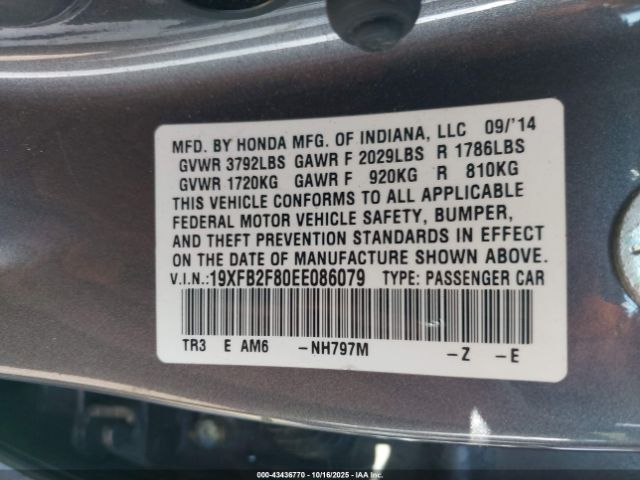 MFD. BY HONDA MFG. OF INDIANA, LLC 09/'14
GVWR 3792LBS GAWR F 2029LBS R 1786LBS
GVWR 1720KG GAWR F 920KG R 810KG
THIS VEHICLE CONFORMS TO ALL APPLICABLE
FEDERAL MOTOR VEHICLE SAFETY, BUMPER,
AND THEFT PREVENTION STANDARDS IN EFFECT
ON THE DATE OF MANUFACTURE SHOWN ABOVE.
V.I.N.:19XFB2F80EE086079 TYPE: PASSENGER CAR
TR3 E AM6 -NH797M -Z -E
000-43436770 - 10/16/2025 - IAAI.COM